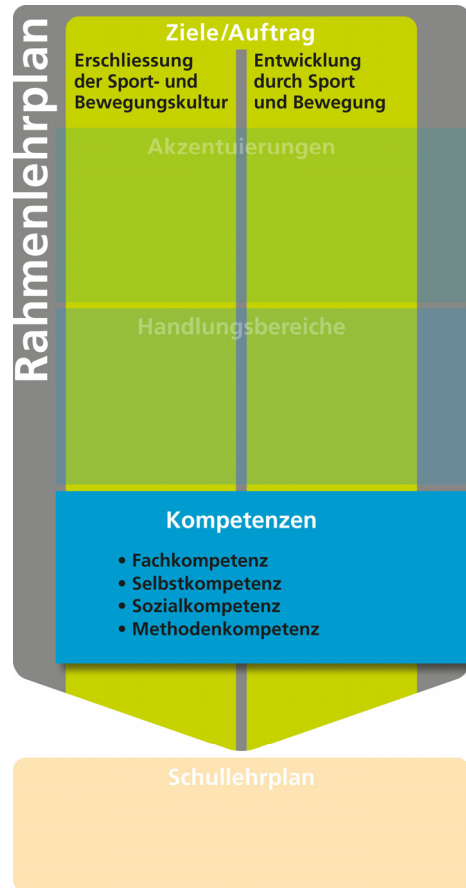 Rahmenlehrplan
Ziele/Auftrag
Erschliessung
der Sport- und
Bewegungskultur
Entwicklung
durch Sport
und Bewegung
Akzentuierungen
Handlungsbereiche
Kompetenzen
• Fachkompetenz
• Selbstkompetenz
• Sozialkompetenz
• Methodenkompetenz
Schullehrplan